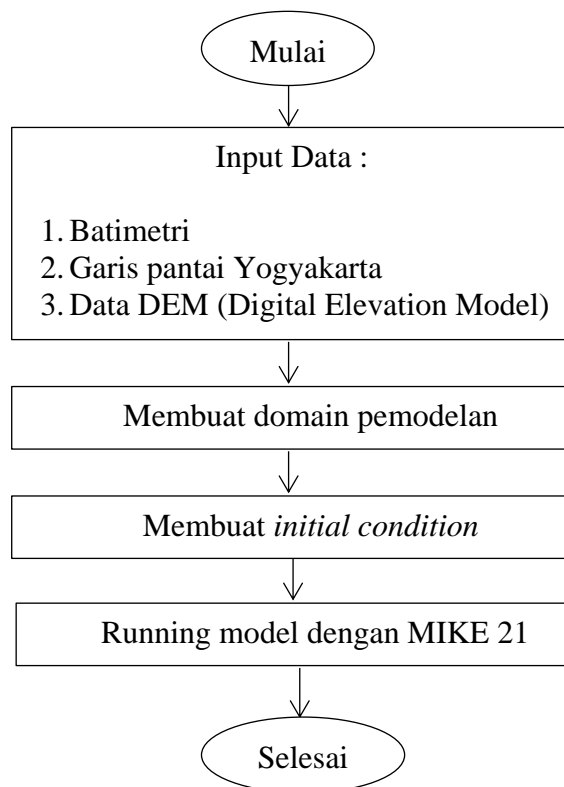 Mulai
Input Data :
1. Batimetri
2. Garis pantai Yogyakarta
3. Data DEM (Digital Elevation Model)
Membuat domain pemodelan
Membuat initial condition
Running model dengan MIKE 21
Selesai